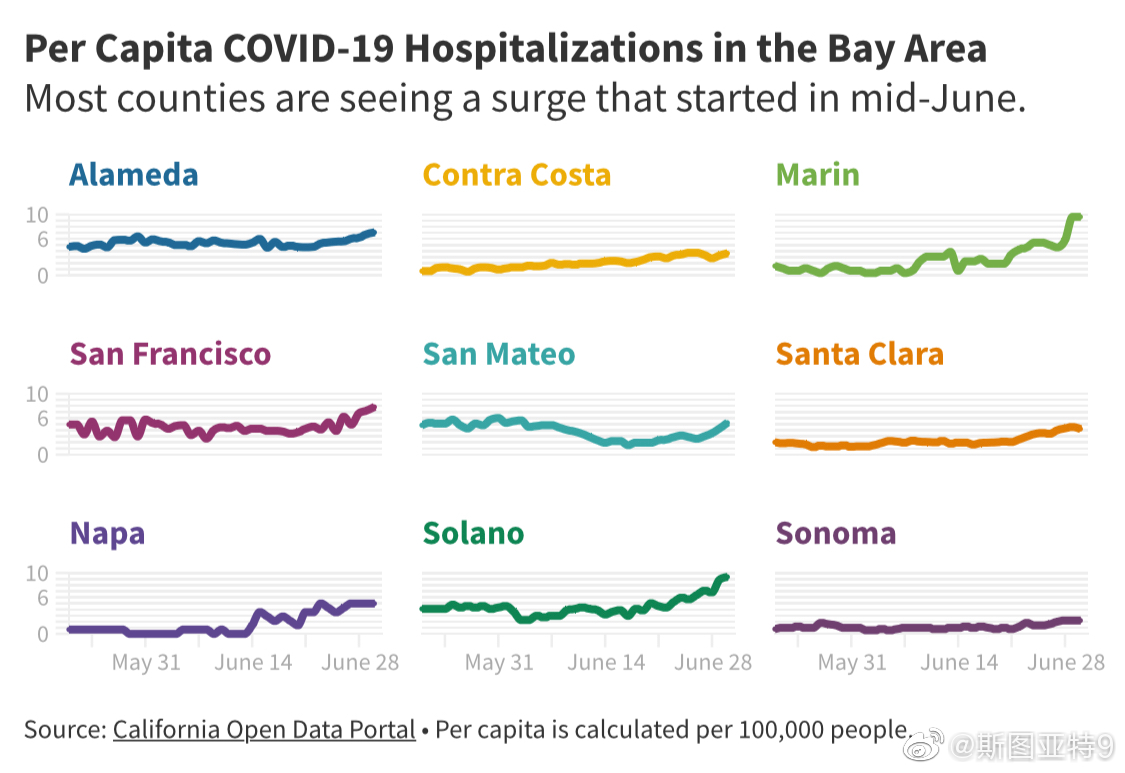 Per Capita COVID-19 Hospitalizations in the Bay Area
Most counties are seeing a surge that started in mid-June.
Alameda
Contra Costa
Marin
10
6
0
San Francisco
San Mateo
Santa Clara
10
6
0
Napa
Solano
Sonoma
10
6
0
May 31 June 14 June 28 May 31 June 14 June 28 May 31 June 14 June 28
Source: California Open Data Portal • Per capita is calculated per 100,000 people.
@斯图亚特9